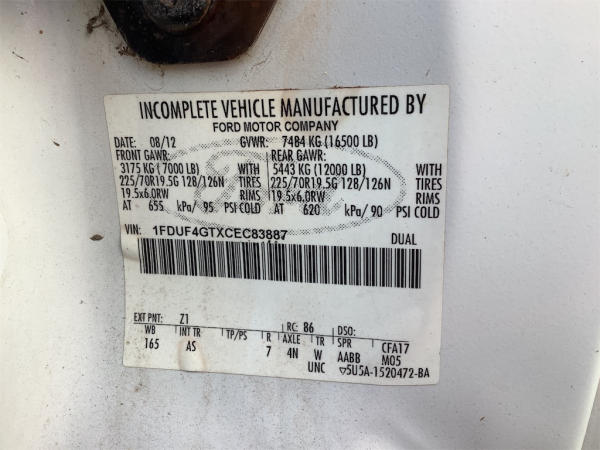 INCOMPLETE VEHICLE MANUFACTURED BY
FORD MOTOR COMPANY
DATE: 08/12 GVWR: 7484 KG (16500 LB)
FRONT GAWR: REAR GAWR:
3175 KG (7000 LB) WITH 5443 KG (12000 LB) WITH
225/70R19.5G 128/126N TIRES 225/70R19.5G 128/126N TIRES
19.5x6.0RW RIMS 19.5x6.0RW RIMS
AT 655 kPa/ 95 PSI COLD AT 620 kPa/ 90 PSI COLD
VIN: 1FDUF4GTXCEC83887 DUAL
EXT PNT: Z1 RC: 86 DSO:
WB INT TR TP/PS R AXLE TR SPR CFA17
165 AS 7 4N W AABB M05
UNC ▽5U5A-1520472-BA